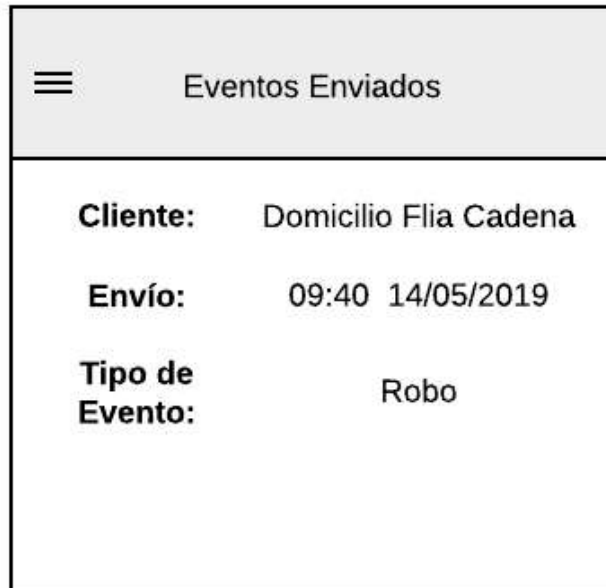 Eventos Enviados
Cliente: Domicilio Flia Cadena
Envío: 09:40 14/05/2019
Tipo de
Evento: Robo